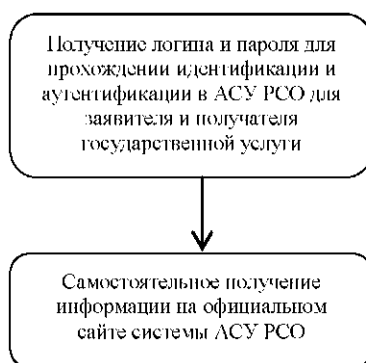 Получение логина и пароля для
прохождении идентификации и
аутентификации в АСУ РСО для
заявителя и получателя
государственной услуги
Самостоятельное получение
информации на официальном
сайте системы АСУ РСО